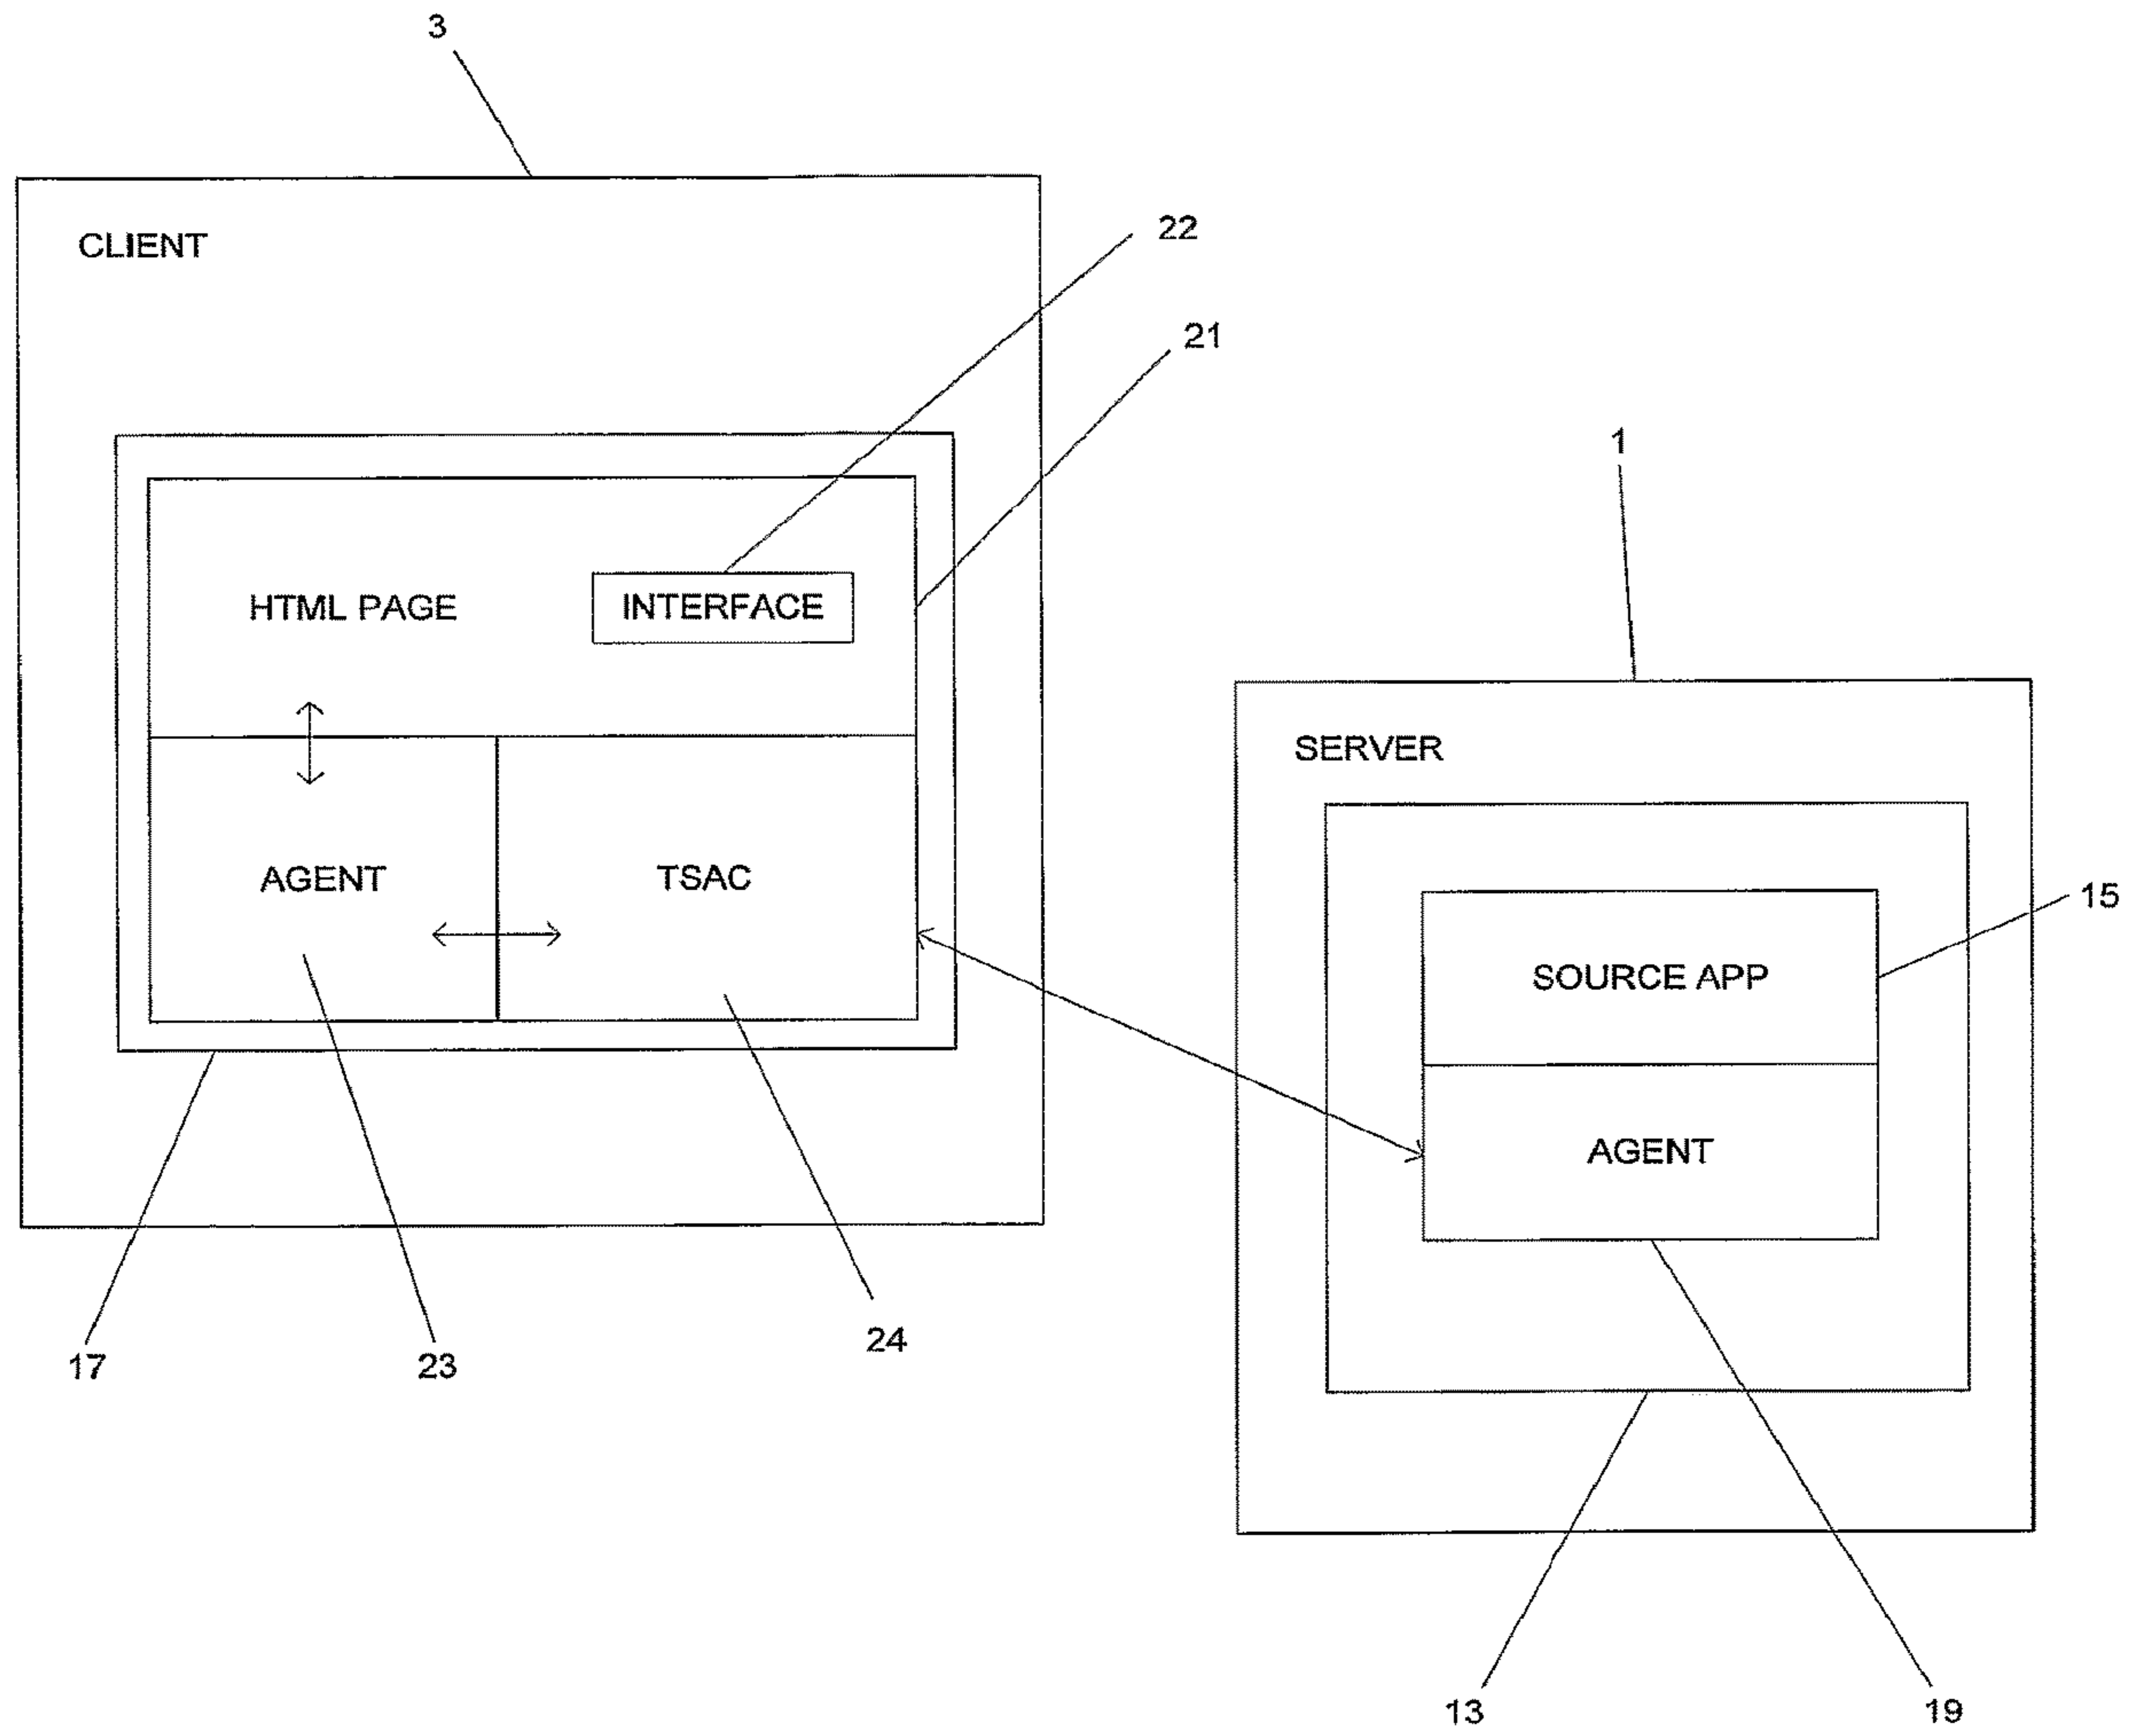 3
CLIENT
22
21
HTML PAGE
INTERFACE
1
SERVER
AGENT
TSAC
15
SOURCE APP
AGENT
17
23
24
13
19